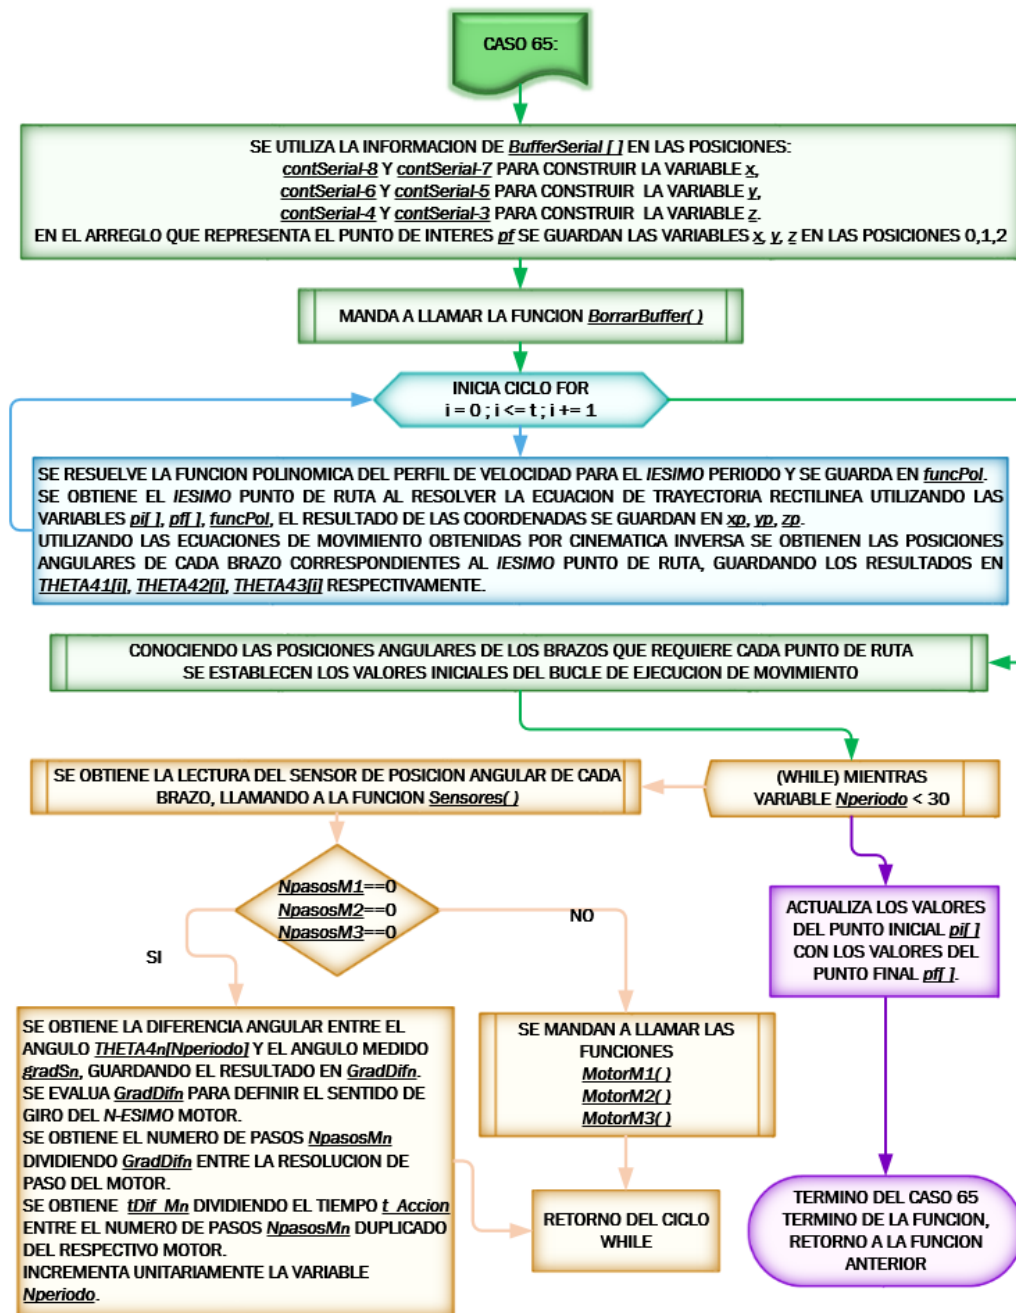 CASO 65:
SE UTILIZA LA INFORMACION DE BufferSerial [ ] EN LAS POSICIONES:
contSerial-8 Y contSerial-7 PARA CONSTRUIR LA VARIABLE x,
contSerial-6 Y contSerial-5 PARA CONSTRUIR LA VARIABLE y,
contSerial-4 Y contSerial-3 PARA CONSTRUIR LA VARIABLE z.
EN EL ARREGLO QUE REPRESENTA EL PUNTO DE INTERES pf SE GUARDAN LAS VARIABLES x, y, z EN LAS POSICIONES 0,1,2
MANDA A LLAMAR LA FUNCION BorrarBuffer( )
INICIA CICLO FOR
i = 0 ; i <= t ; i += 1
SE RESUELVE LA FUNCION POLINOMICA DEL PERFIL DE VELOCIDAD PARA EL IESIMO PERIODO Y SE GUARDA EN funcPol.
SE OBTIENE EL IESIMO PUNTO DE RUTA AL RESOLVER LA ECUACION DE TRAYECTORIA RECTILINEA UTILIZANDO LAS
VARIABLES pi[ ], pf[ ], funcPol, EL RESULTADO DE LAS COORDENADAS SE GUARDAN EN xp, yp, zp.
UTILIZANDO LAS ECUACIONES DE MOVIMIENTO OBTENIDAS POR CINEMATICA INVERSA SE OBTIENEN LAS POSICIONES
ANGULARES DE CADA BRAZO CORRESPONDIENTES AL IESIMO PUNTO DE RUTA, GUARDANDO LOS RESULTADOS EN
THETA41[i], THETA42[i], THETA43[i] RESPECTIVAMENTE.
CONOCIENDO LAS POSICIONES ANGULARES DE LOS BRAZOS QUE REQUIERE CADA PUNTO DE RUTA
SE ESTABLECEN LOS VALORES INICIALES DEL BUCLE DE EJECUCION DE MOVIMIENTO
(WHILE) MIENTRAS
VARIABLE Nperiodo < 30
SE OBTIENE LA LECTURA DEL SENSOR DE POSICION ANGULAR DE CADA
BRAZO, LLAMANDO A LA FUNCION Sensores( )
NpasosM1==0
NpasosM2==0
NpasosM3==0
SI
NO
SE OBTIENE LA DIFERENCIA ANGULAR ENTRE EL
ANGULO THETA4n[Nperiodo] Y EL ANGULO MEDIDO
gradSn, GUARDANDO EL RESULTADO EN GradDifn.
SE EVALUA GradDifn PARA DEFINIR EL SENTIDO DE
GIRO DEL N-ESIMO MOTOR.
SE OBTIENE EL NUMERO DE PASOS NpasosMn
DIVIDIENDO GradDifn ENTRE LA RESOLUCION DE
PASO DEL MOTOR.
SE OBTIENE tDif_Mn DIVIDIENDO EL TIEMPO t_Accion
ENTRE EL NUMERO DE PASOS NpasosMn DUPLICADO
DEL RESPECTIVO MOTOR.
INCREMENTA UNITARIAMENTE LA VARIABLE
Nperiodo.
SE MANDAN A LLAMAR LAS
FUNCIONES
MotorM1( )
MotorM2( )
MotorM3( )
RETORNO DEL CICLO
WHILE
ACTUALIZA LOS VALORES
DEL PUNTO INICIAL pi[ ]
CON LOS VALORES DEL
PUNTO FINAL pf[ ].
TERMINO DEL CASO 65
TERMINO DE LA FUNCION,
RETORNO A LA FUNCION
ANTERIOR